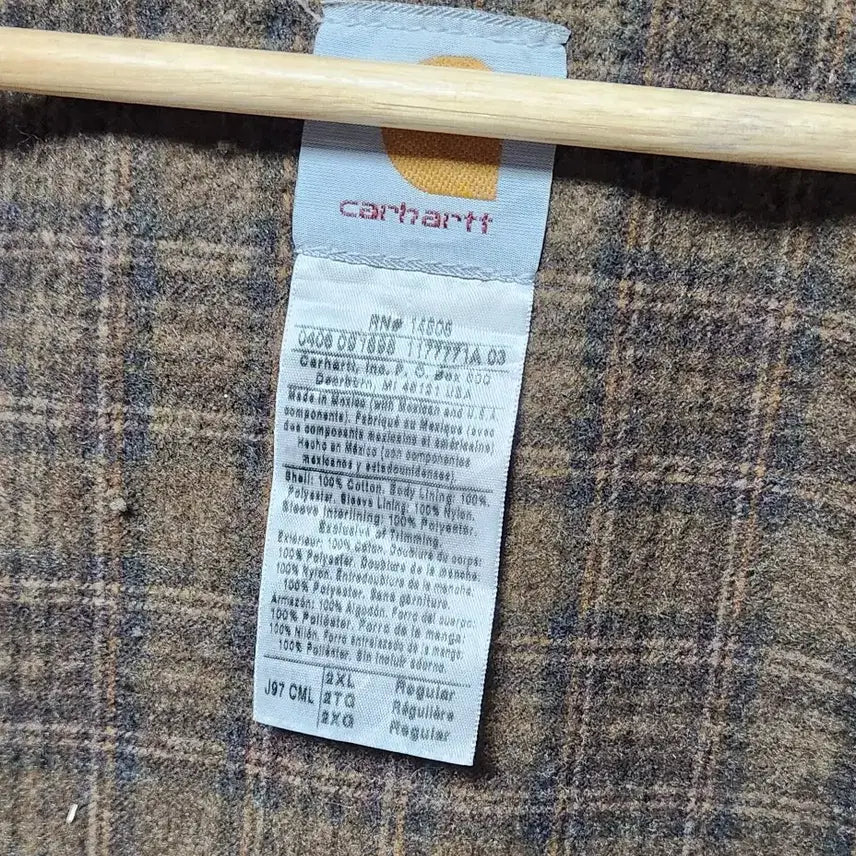 carhartt
RN# 14806
0406 091698 1177771A 03
Carhartt, Inc. P. O. Box 600
Dearborn, MI 48121 USA
Made in Mexico (with Mexican and U.S.A.
components). Fabriqué au Mexique (avec
des composants mexicains et américains)
Hecho en México (con componentes
mexicanos y estadounidenses)
Shell: 100% Cotton, Body Lining: 100%
Polyester, Sleeve Lining: 100% Nylon,
Sleeve Interlining: 100% Polyester.
Exclusive of Trimming.
Extérieur: 100% Coton, Doublure du corps:
100% Polyester, Doublure de la manche:
100% Nylon, Entredoublure de la manche:
100% Polyester, Sans garniture.
Armazón: 100% Algodón, Forro del cuerpo:
100% Poliéster, Forro de la manga:
100% Nilón, Forro entrelazado de la manga:
100% Poliéster, Sin incluir adorno.
J97 CML 2XL Regular
2TG Régulière
2XG Regular